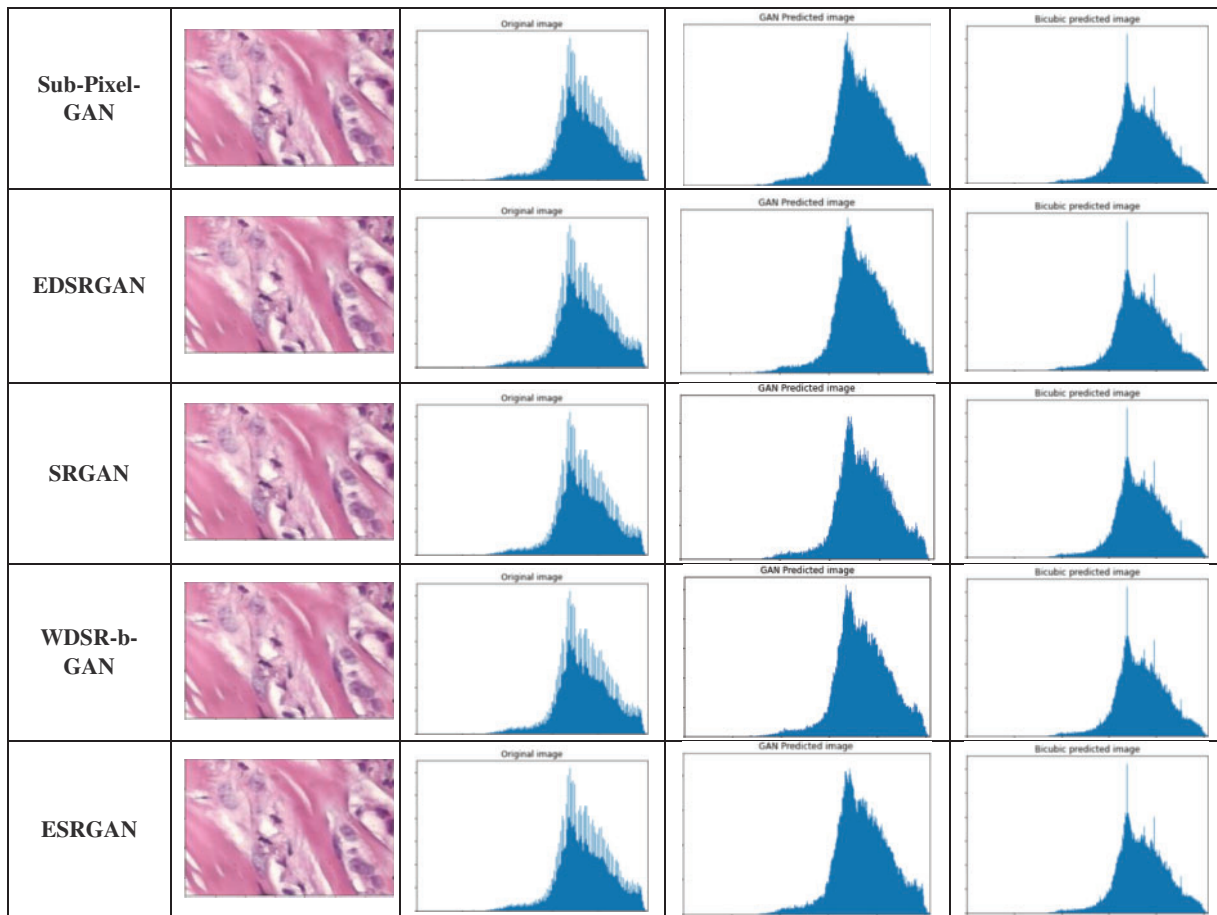 Sub-Pixel-
GAN
Original image
GAN Predicted image
Bicubic predicted image
EDSRGAN
Original image
GAN Predicted image
Bicubic predicted image
SRGAN
Original image
GAN Predicted image
Bicubic predicted image
WDSR-b-
GAN
Original image
GAN Predicted image
Bicubic predicted image
ESRGAN
Original image
GAN Predicted image
Bicubic predicted image